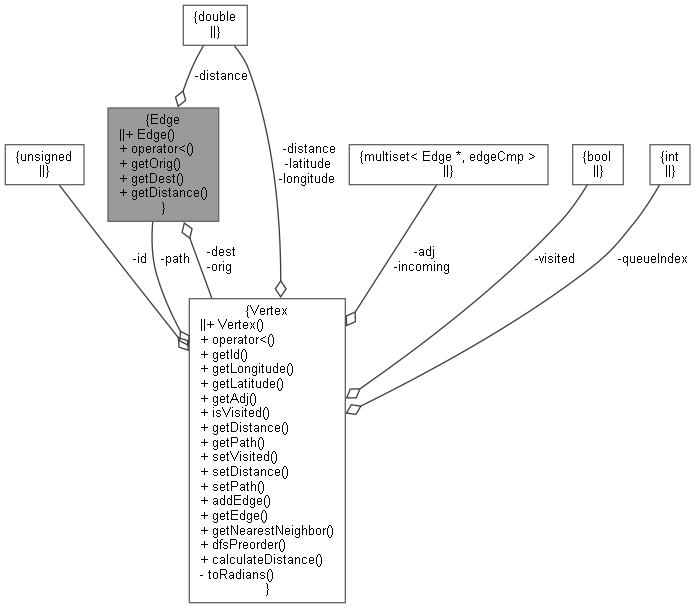 {double
||}
-distance
{Edge
||+ Edge()
+ operator<()
+ getOrig()
+ getDest()
+ getDistance()
}
{unsigned
||}
-distance
-latitude
-longitude
{multiset< Edge *, edgeCmp >
||}
{bool
||}
{int
||}
-id
-path
-dest
-orig
-adj
-incoming
-visited
-queueIndex
{Vertex
||+ Vertex()
+ operator<()
+ getId()
+ getLongitude()
+ getLatitude()
+ getAdj()
+ isVisited()
+ getDistance()
+ getPath()
+ setVisited()
+ setDistance()
+ setPath()
+ addEdge()
+ getEdge()
+ getNearestNeighbor()
+ dfsPreorder()
+ calculateDistance()
- toRadians()
}